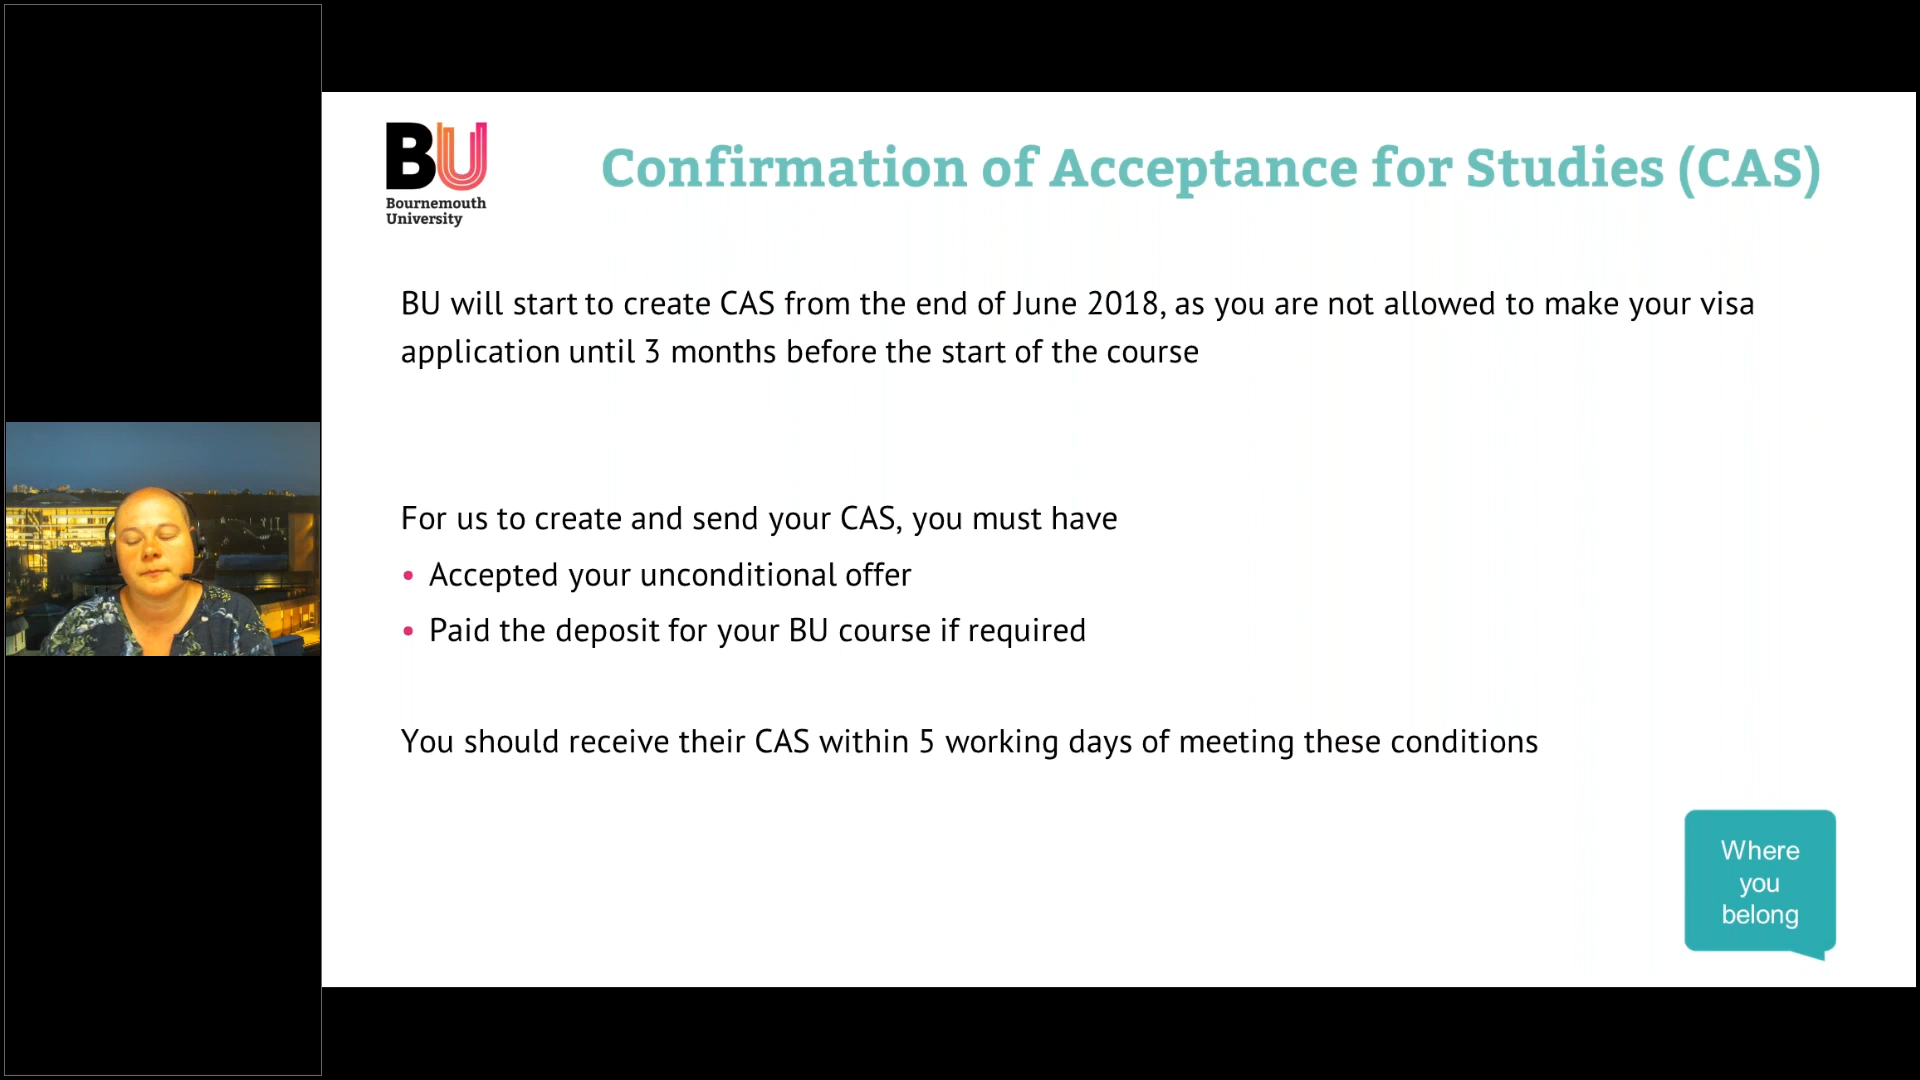 BU
Bournemouth
University
Confirmation of Acceptance for Studies (CAS)
BU will start to create CAS from the end of June 2018, as you are not allowed to make your visa
application until 3 months before the start of the course
For us to create and send your CAS, you must have
• Accepted your unconditional offer
• Paid the deposit for your BU course if required
You should receive their CAS within 5 working days of meeting these conditions
Where
you
belong